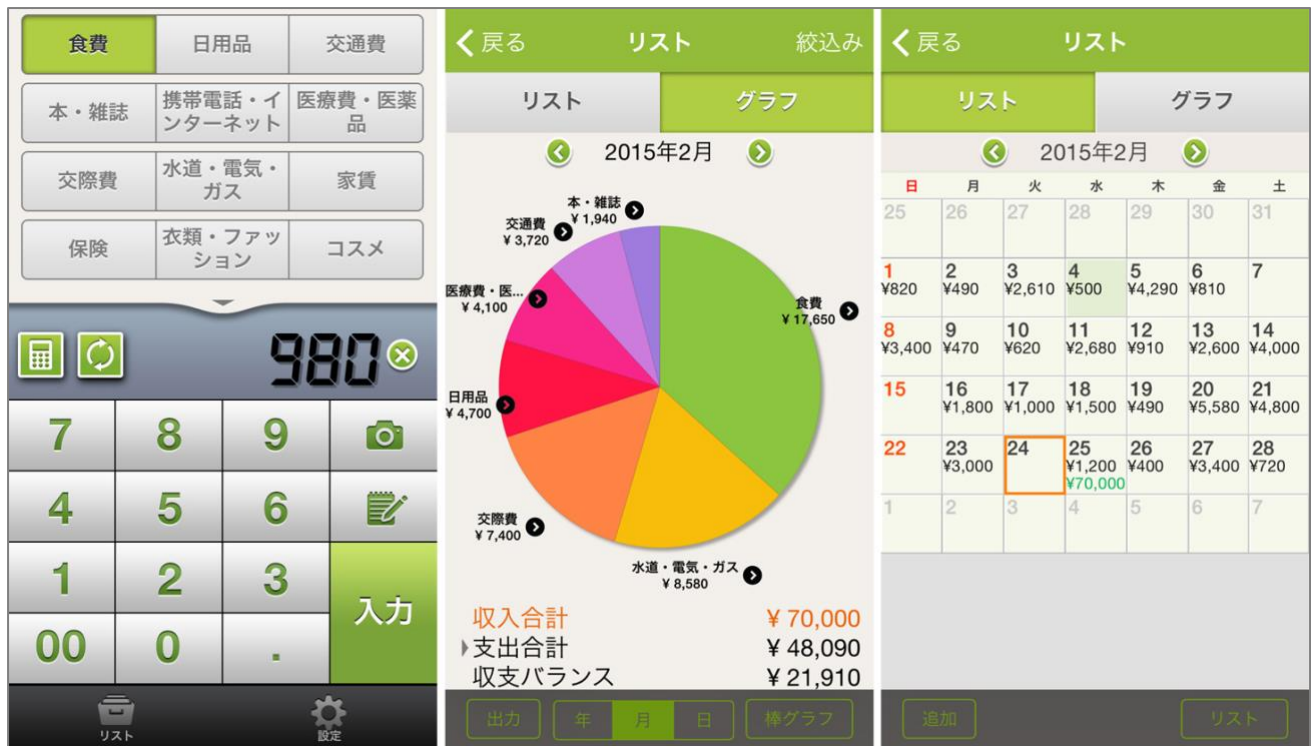 食費
日用品
交通費
本・雑誌
携帯電話・イ
ンターネット
医療費・医薬
品
交際費
水道・電気・
ガス
家賃
保険
衣類・ファッ
ション
コスメ
980
7 8 9
4 5 6
1 2 3
入力
00 0 .
リスト
設定
戻る リスト 絞込み
リスト グラフ
2015年2月
本・雑誌
¥1,940
交通費
¥3,720
医療費・医...
¥4,100
食費
¥17,650
日用品
¥4,700
交際費
¥7,400
水道・電気・ガス
¥8,580
収入合計 ¥70,000
支出合計 ¥48,090
収支バランス ¥21,910
出力 年 月 日 棒グラフ
戻る リスト
リスト グラフ
2015年2月
日 月 火 水 木 金 土
25 26 27 28 29 30 31
1 2 3 4 5 6 7
¥820 ¥490 ¥2,610 ¥500 ¥4,290 ¥810
8 9 10 11 12 13 14
¥3,400 ¥470 ¥620 ¥2,680 ¥910 ¥2,600 ¥4,000
15 16 17 18 19 20 21
¥1,800 ¥1,000 ¥1,500 ¥490 ¥5,580 ¥4,800
22 23 24 25 26 27 28
¥3,000 ¥1,200 ¥400 ¥3,400 ¥720
¥70,000
1 2 3 4 5 6 7
追加 リスト